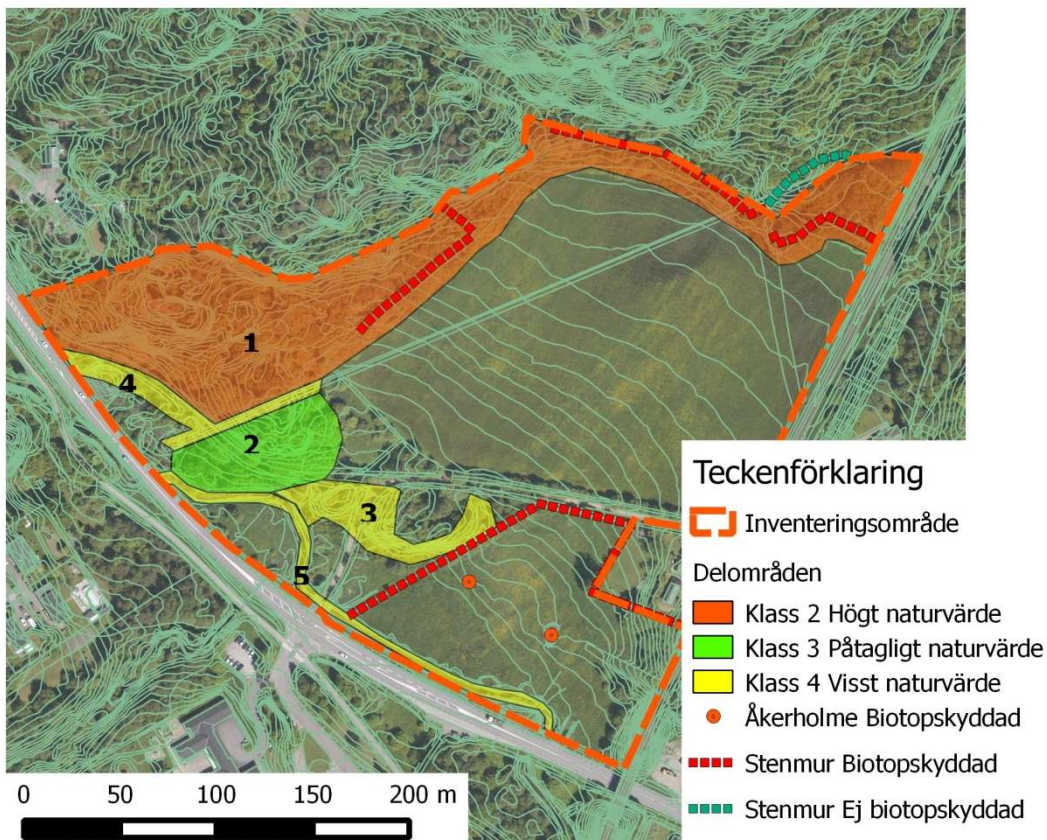 1
4
2
3
5
Teckenförklaring
Inventeringsområde
Delområden
Klass 2 Högt naturvärde
Klass 3 Påtagligt naturvärde
Klass 4 Visst naturvärde
Åkerholme Biotopskyddad
Stenmur Biotopskyddad
Stenmur Ej biotopskyddad
0 50 100 150 200 m